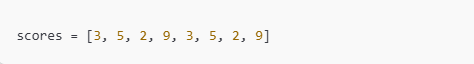 scores = [3, 5, 2, 9, 3, 5, 2, 9]